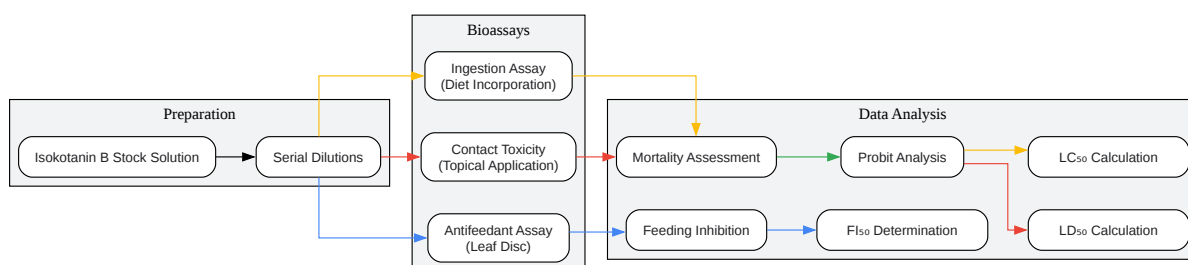 Bioassays
Ingestion Assay
(Diet Incorporation)
Preparation
Data Analysis
Isokotanin B Stock Solution
Serial Dilutions
Contact Toxicity
(Topical Application)
Mortality Assessment
Probit Analysis
LC₅₀ Calculation
Antifeedant Assay
(Leaf Disc)
Feeding Inhibition
FI₅₀ Determination
LD₅₀ Calculation